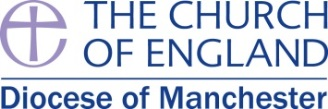 THE CHURCH
OF ENGLAND
Diocese of Manchester